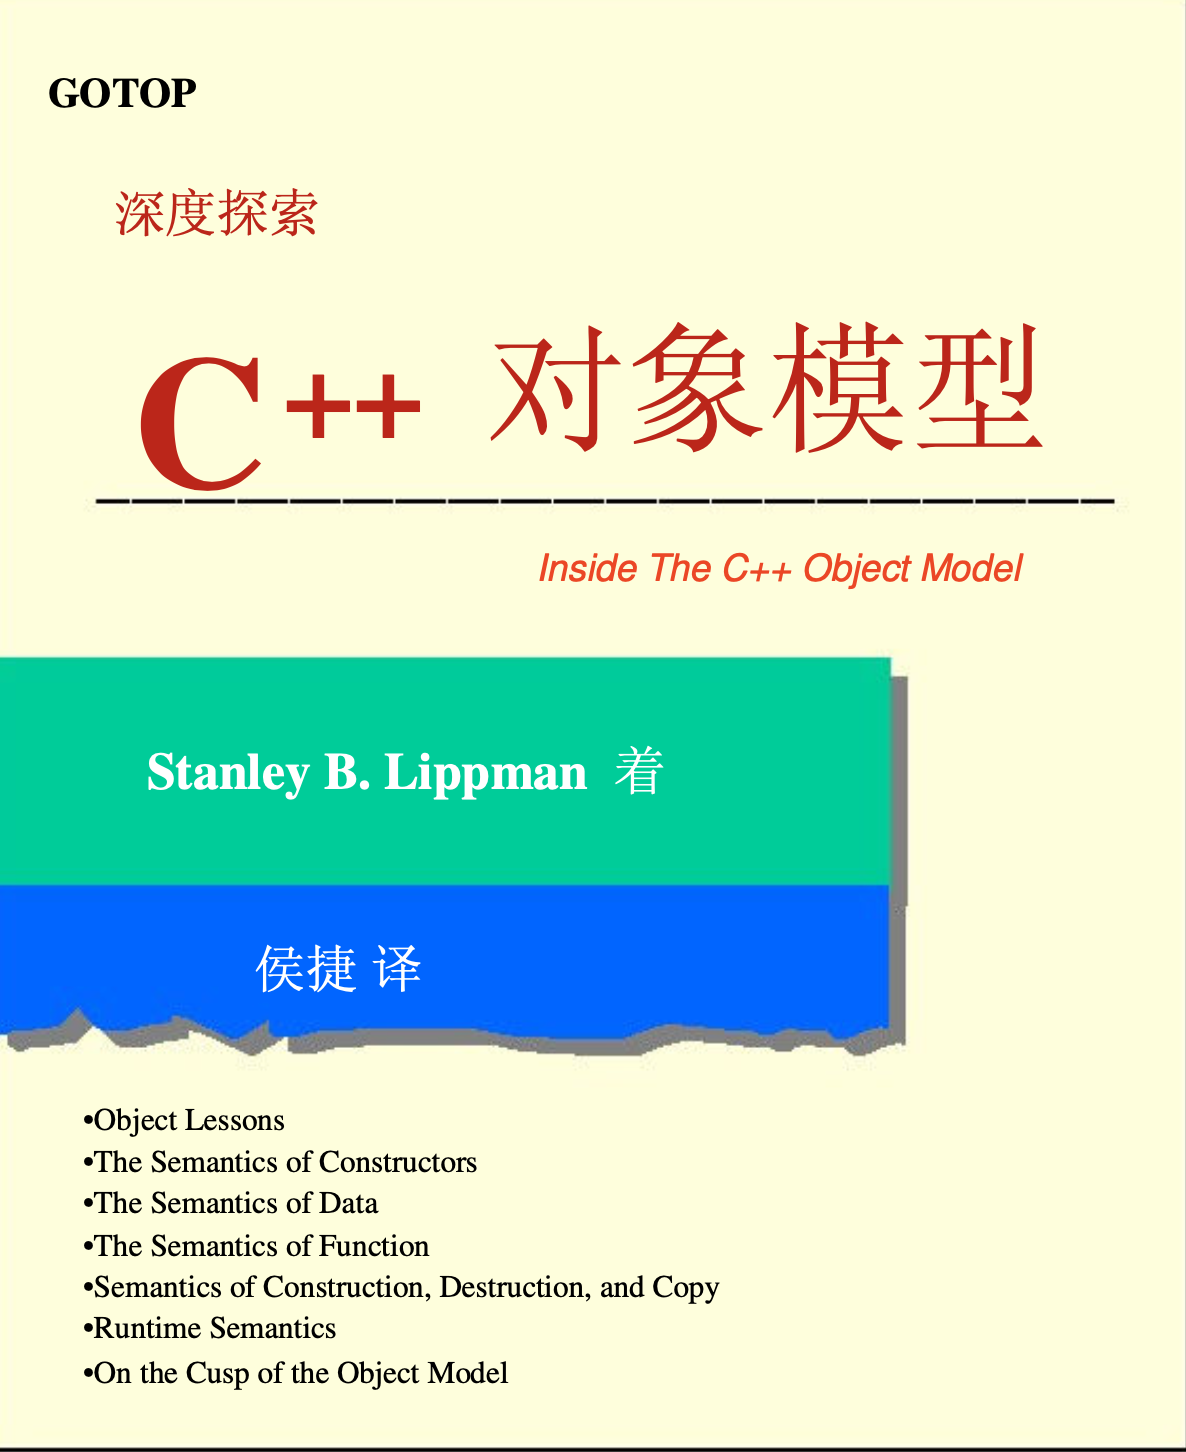 GOTOP
深度探索
C++ 对象模型
Inside The C++ Object Model
Stanley B. Lippman 着
侯捷 译
•Object Lessons
•The Semantics of Constructors
•The Semantics of Data
•The Semantics of Function
•Semantics of Construction, Destruction, and Copy
•Runtime Semantics
•On the Cusp of the Object Model